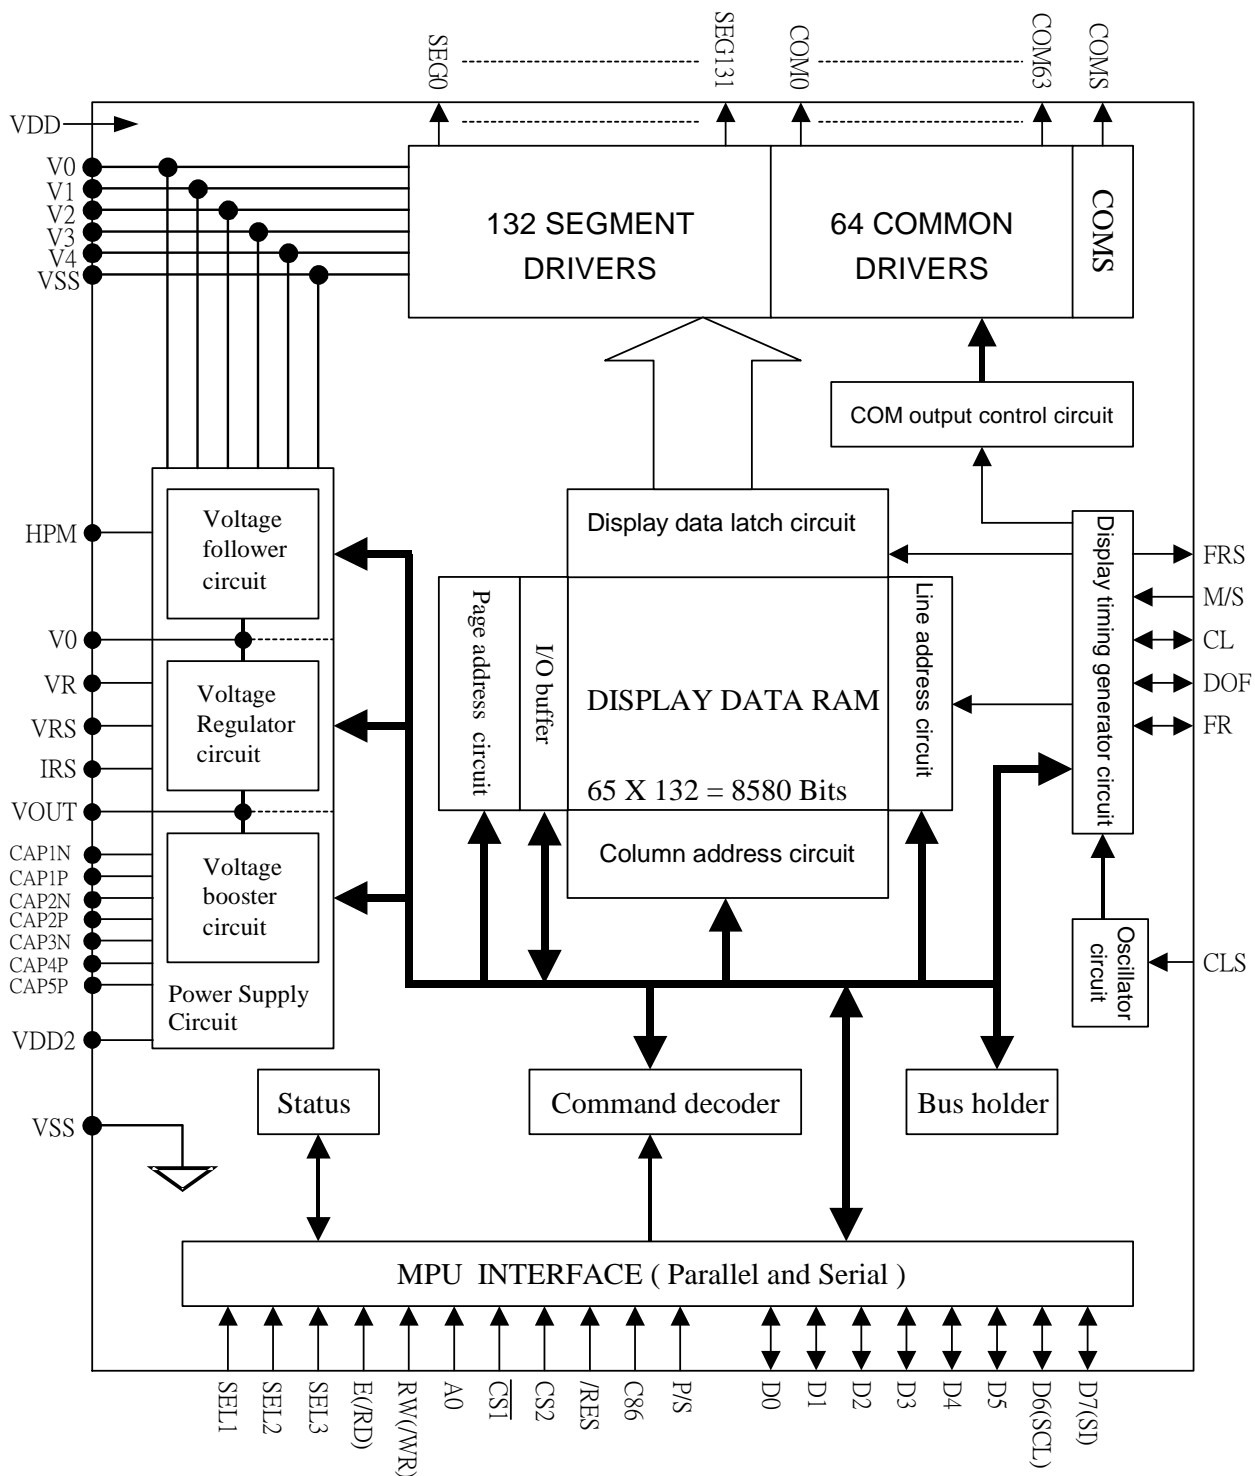 SEG0
SEG131
COM0
COM63
COMS
VDD
V0
V1
V2
V3
V4
VSS
132 SEGMENT
DRIVERS
64 COMMON
DRIVERS
COMS
COM output control circuit
HPM
V0
VR
VRS
IRS
VOUT
CAP1N
CAP1P
CAP2N
CAP2P
CAP3N
CAP4P
CAP5P
VDD2
VSS
Voltage
follower
circuit
Voltage
Regulator
circuit
Voltage
booster
circuit
Power Supply
Circuit
Display data latch circuit
Page address circuit
I/O buffer
DISPLAY DATA RAM
65 X 132 = 8580 Bits
Line address circuit
Column address circuit
Display timing generator circuit
FRS
M/S
CL
DOF
FR
Oscillator
circuit
CLS
Status
Command decoder
Bus holder
MPU INTERFACE ( Parallel and Serial )
SEL1
SEL2
SEL3
E(/RD)
RW(/WR)
A0
CS1
CS2
/RES
C86
P/S
D0
D1
D2
D3
D4
D5
D6(SCL)
D7(SI)